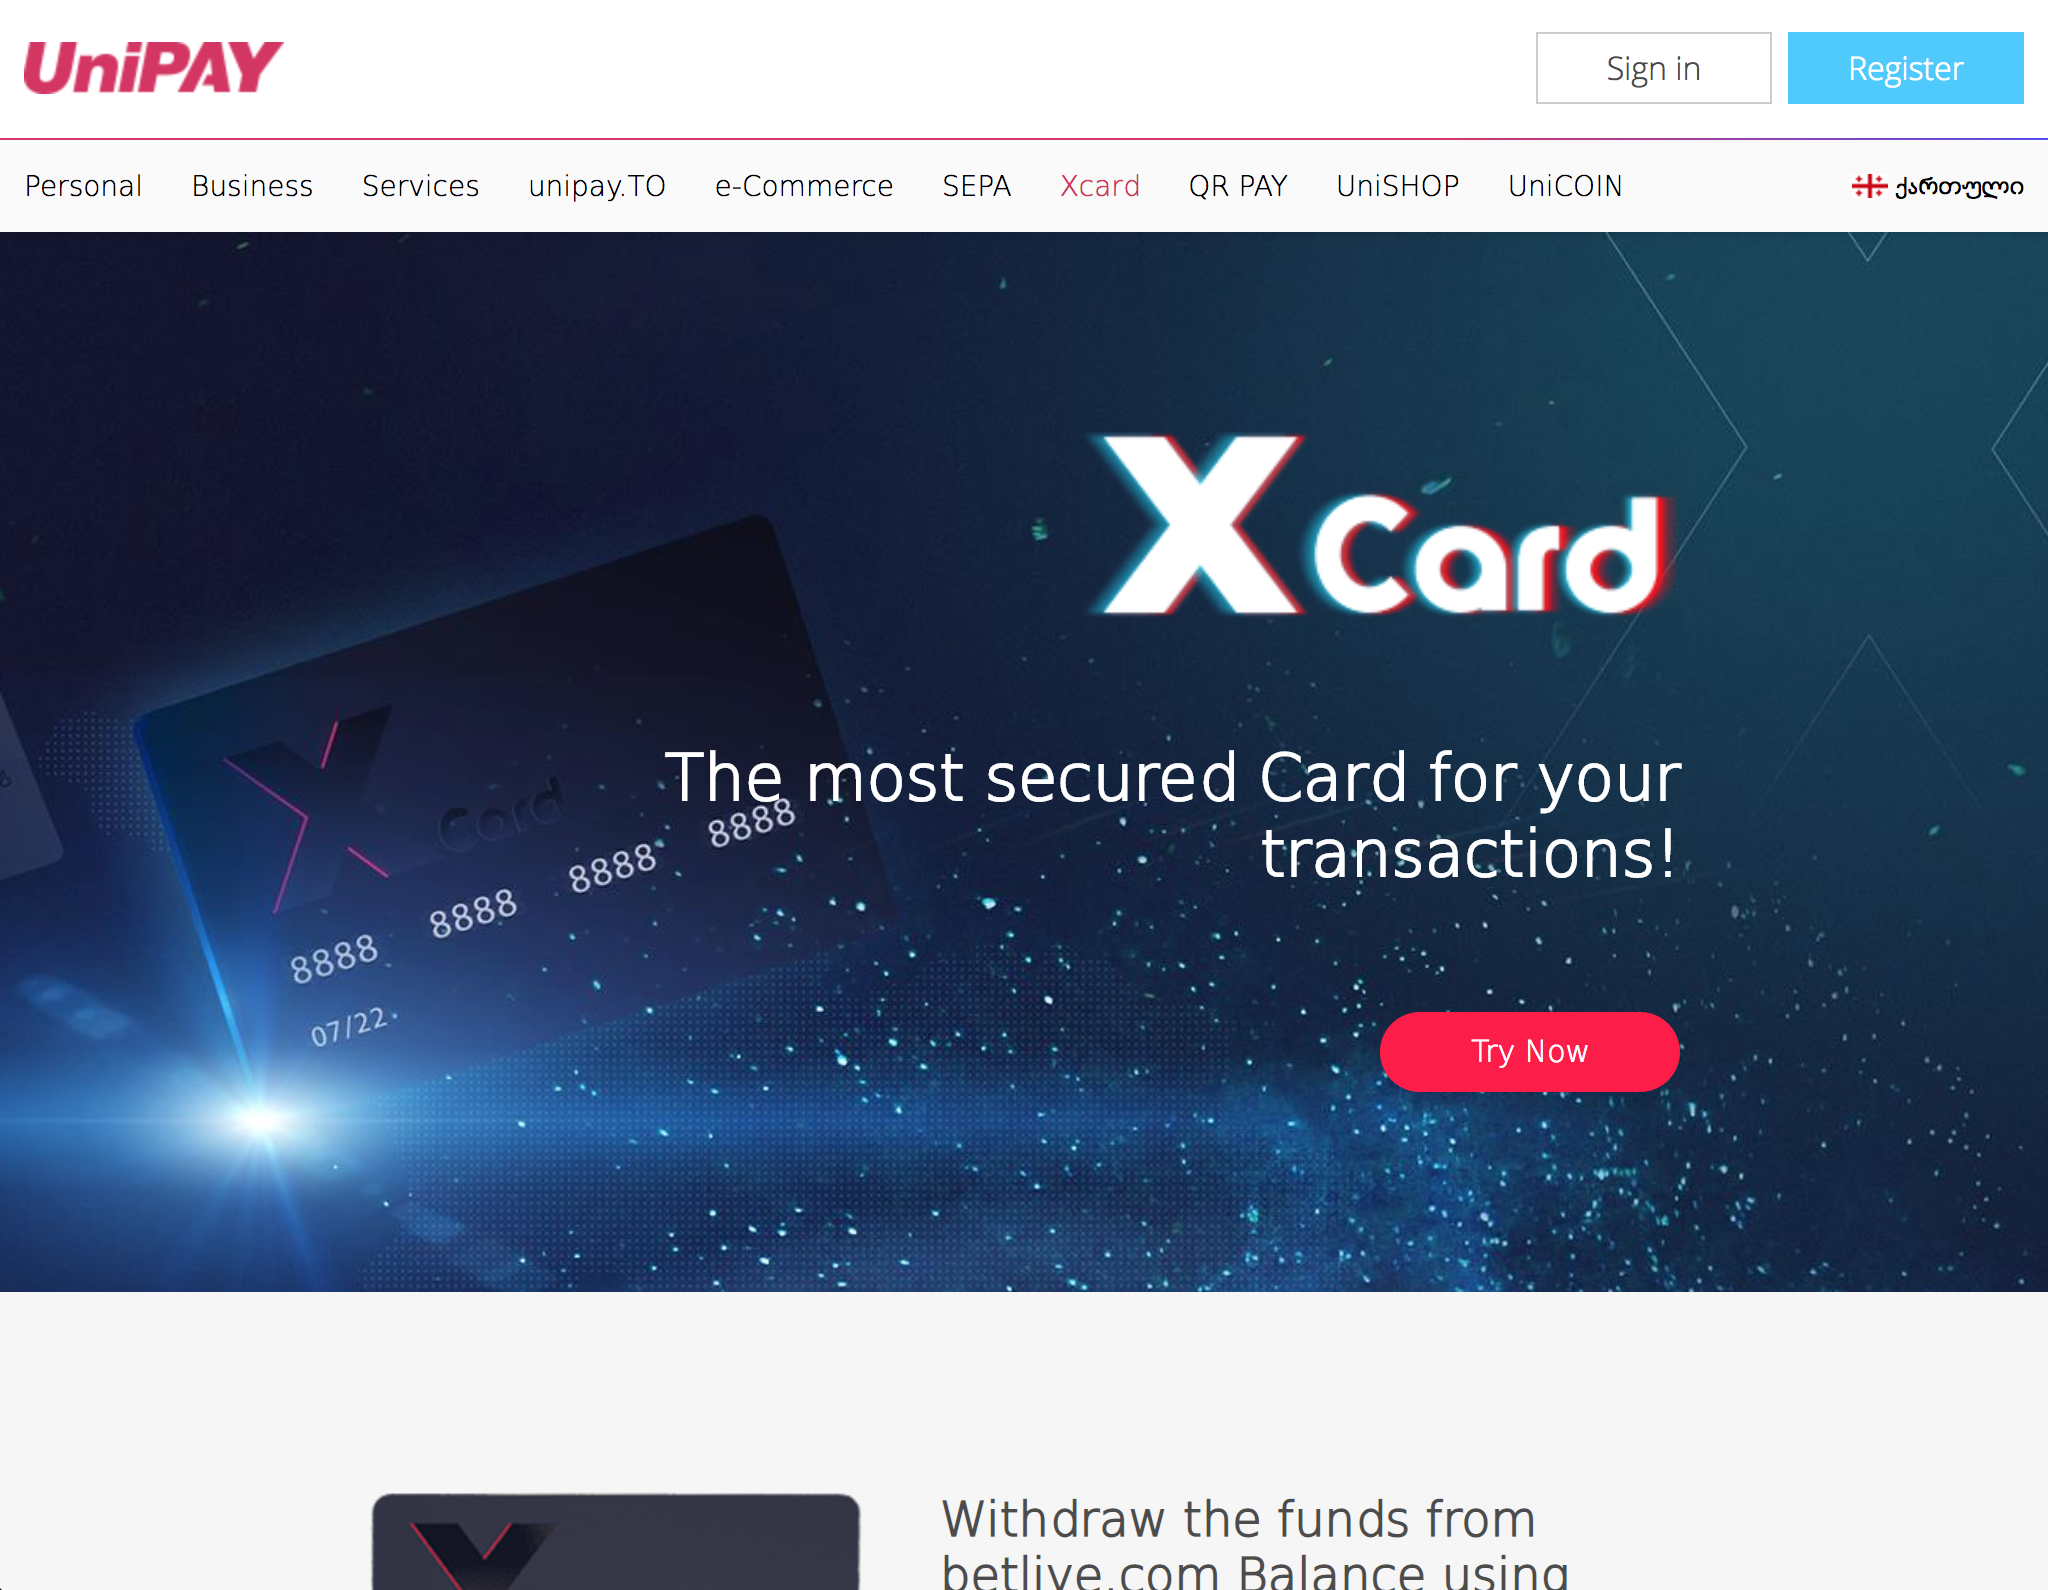 UniPAY
Sign in
Register
Personal
Business
Services
unipay.TO
e-Commerce
SEPA
Xcard
QR PAY
UniSHOP
UniCOIN
ქართული
X Card
The most secured Card for your
transactions!
X Card
8888 8888 8888 8888
07/22
Try Now
Withdraw the funds from
betlive.com Balance using